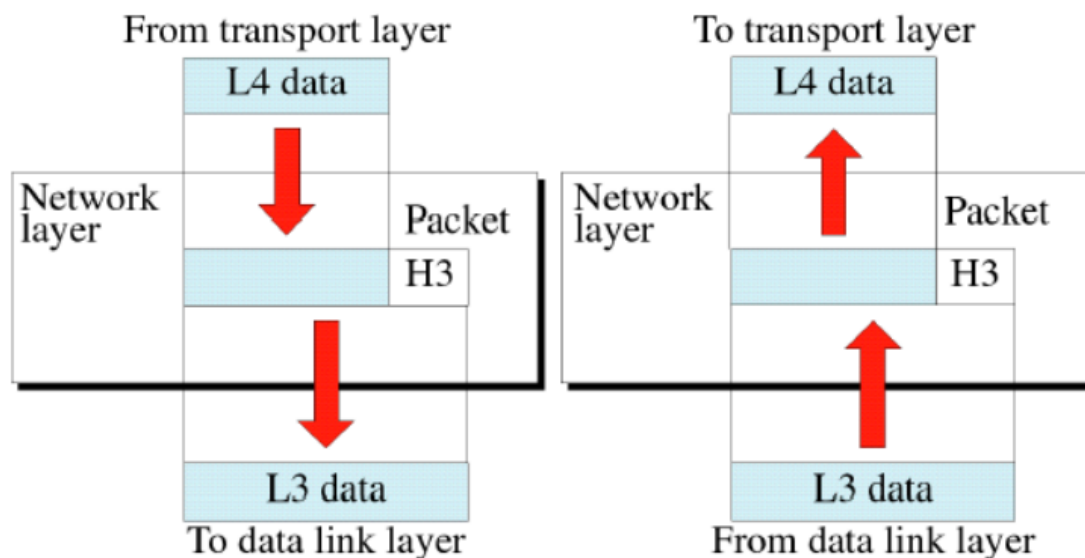 From transport layer
L4 data
Network
layer
Packet
H3
L3 data
To data link layer
To transport layer
L4 data
Network
layer
Packet
H3
L3 data
From data link layer